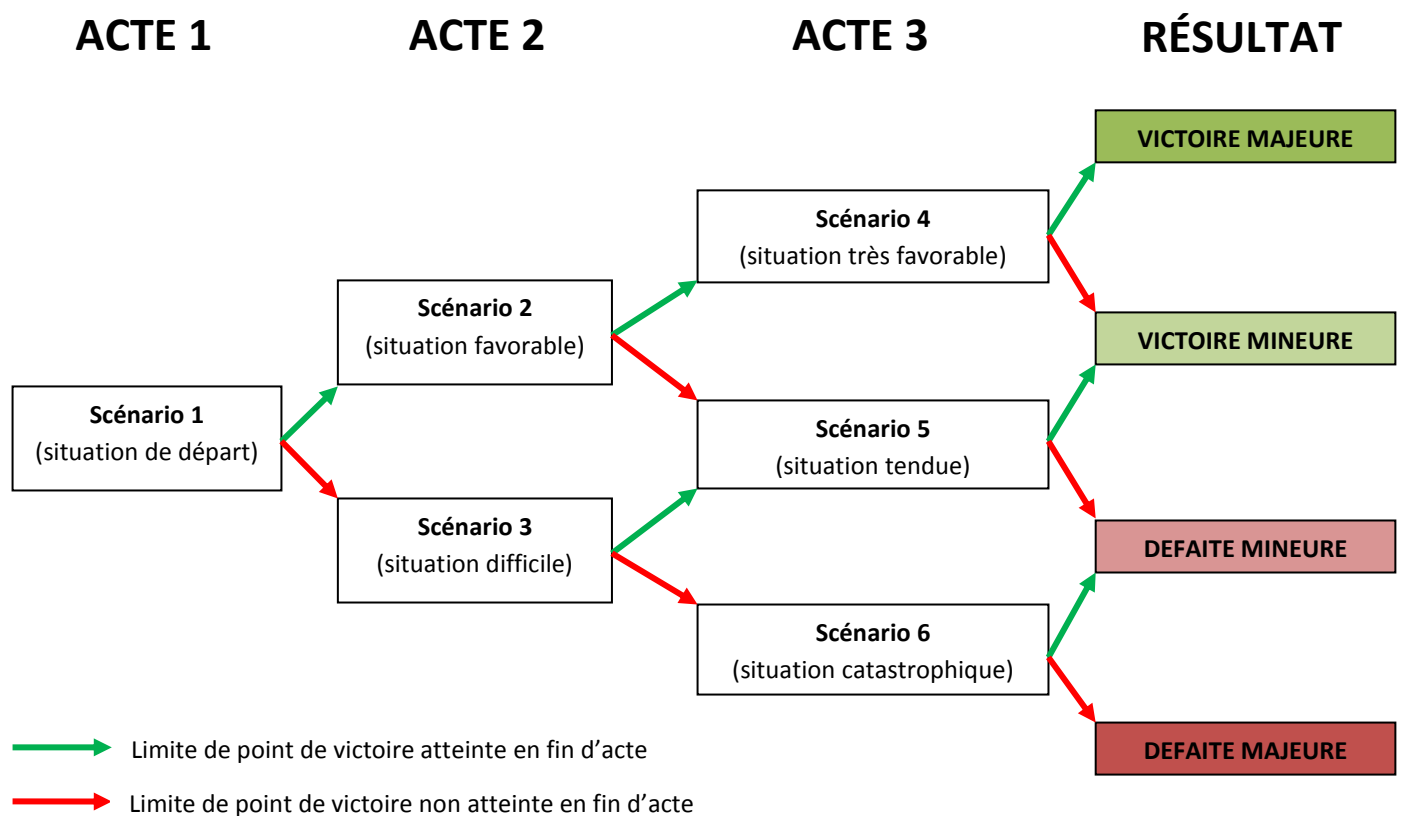 ACTE 1
ACTE 2
ACTE 3
RÉSULTAT
VICTOIRE MAJEURE
Scénario 4
(situation très favorable)
Scénario 2
(situation favorable)
VICTOIRE MINEURE
Scénario 1
(situation de départ)
Scénario 5
(situation tendue)
Scénario 3
(situation difficile)
DEFAITE MINEURE
Scénario 6
(situation catastrophique)
DEFAITE MAJEURE
Limite de point de victoire atteinte en fin d’acte
Limite de point de victoire non atteinte en fin d’acte